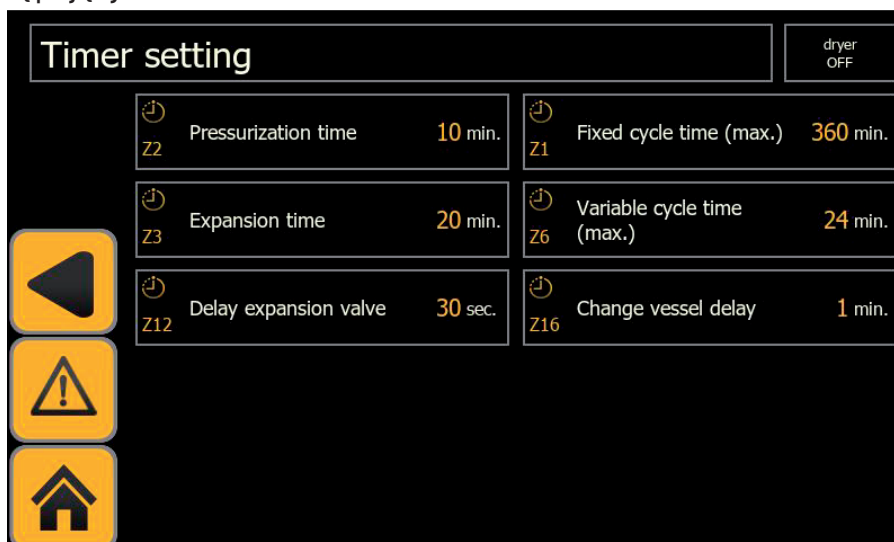 Timer setting
dryer
OFF
Z2 Pressurization time 10 min.
Z1 Fixed cycle time (max.) 360 min.
Z3 Expansion time 20 min.
Z6 Variable cycle time
(max.) 24 min.
Z12 Delay expansion valve 30 sec.
Z16 Change vessel delay 1 min.